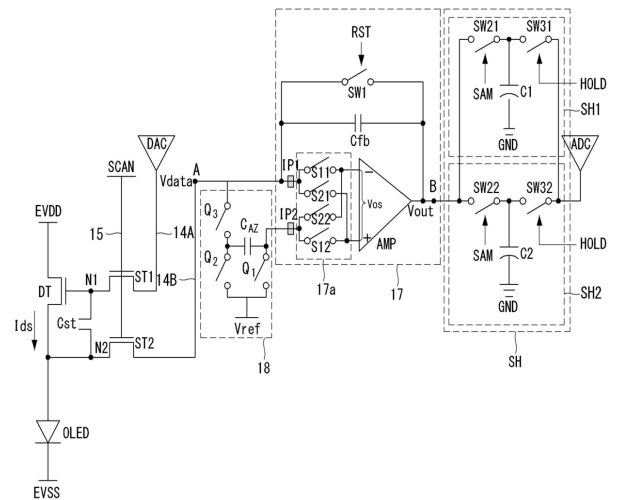 RST
SW21
SW31
SW1
SAM
C1
HOLD
GND
SH1
DAC
Cfb
ADC
SCAN
A
Vdata
IP1
S11
S21
S22
S12
IP2
Vos
AMP
B
Vout
SW22
SW32
SAM
C2
HOLD
GND
SH2
EVDD
15
14A
Q3
CAZ
Q2
Q1
14B
17a
17
N1
ST1
DT
Cst
Vref
18
SH
Ids
N2
ST2
OLED
EVSS